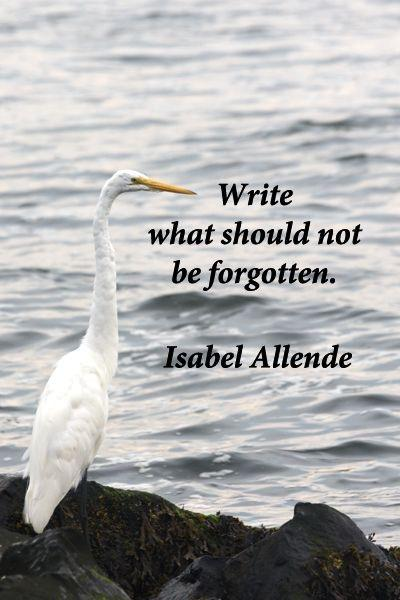 Write
what should not
be forgotten.
Isabel Allende